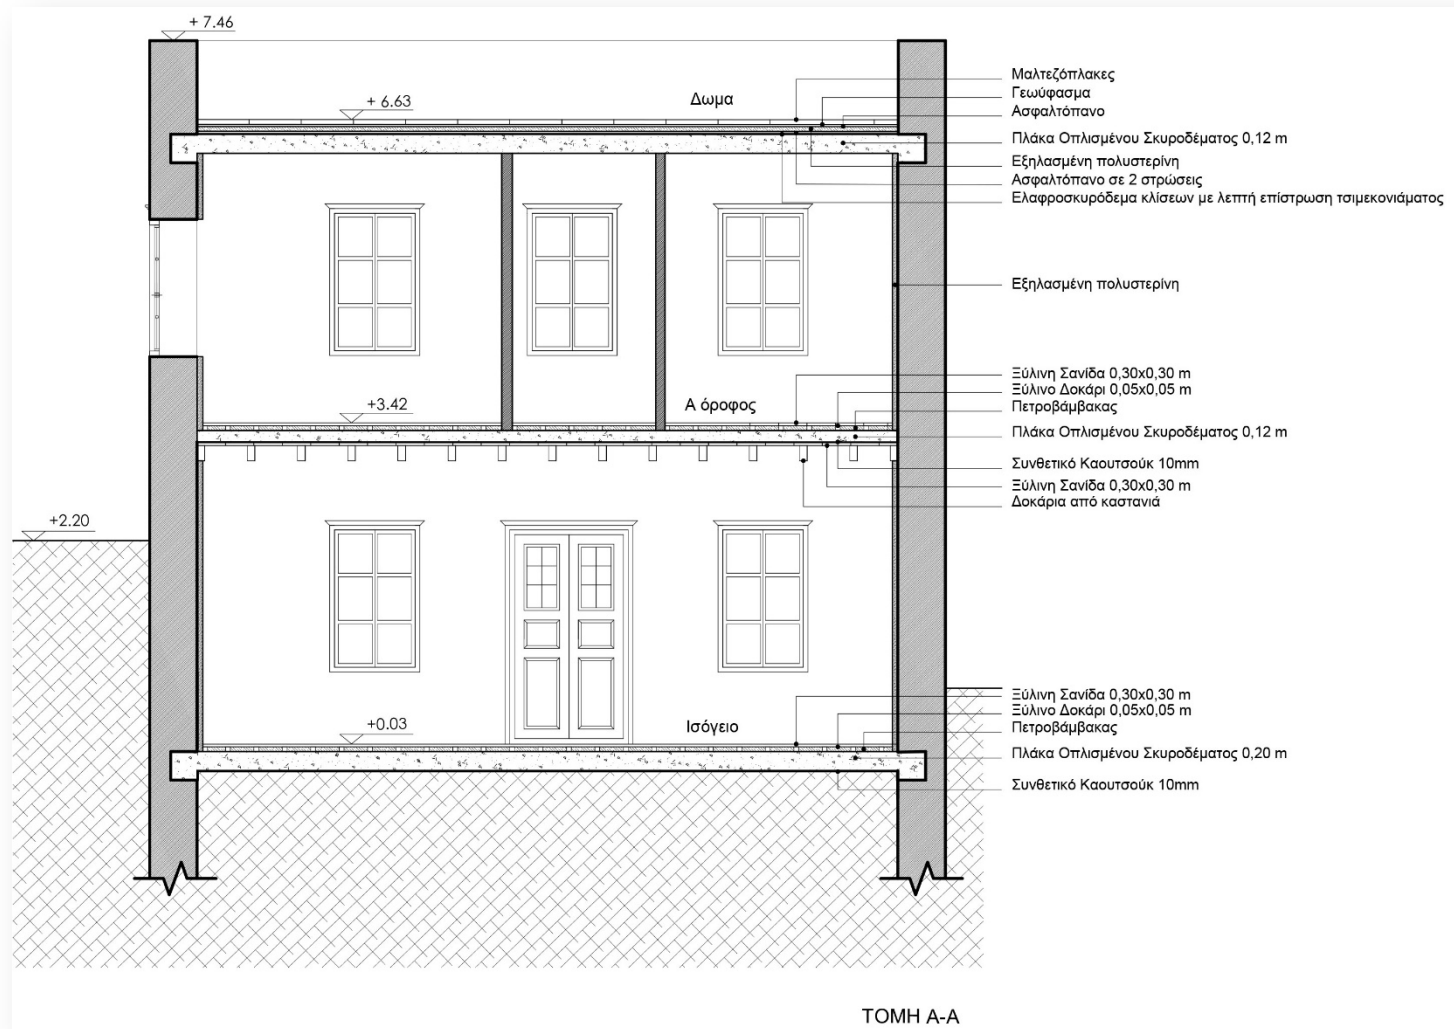 + 7.46
Μαλτεζόπλακες
Γεωύφασμα
+ 6.63
Δωμα
Ασφαλτόπανο
Πλάκα Οπλισμένου Σκυροδέματος 0,12 m
Εξηλασμένη πολυστερίνη
Ασφαλτόπανο σε 2 στρώσεις
Ελαφροσκυρόδεμα κλίσεων με λεπτή επίστρωση τσιμεκονιάματος
Εξηλασμένη πολυστερίνη
Ξύλινη Σανίδα 0,30x0,30 m
Ξύλινο Δοκάρι 0,05x0,05 m
+3.42
Α όροφος
Πετροβάμβακας
Πλάκα Οπλισμένου Σκυροδέματος 0,12 m
Συνθετικό Καουτσούκ 10mm
Ξύλινη Σανίδα 0,30x0,30 m
Δοκάρια από καστανιά
+2.20
Ξύλινη Σανίδα 0,30x0,30 m
Ξύλινο Δοκάρι 0,05x0,05 m
+0.03
Ισόγειο
Πετροβάμβακας
Πλάκα Οπλισμένου Σκυροδέματος 0,20 m
Συνθετικό Καουτσούκ 10mm
ΤΟΜΗ Α-Α